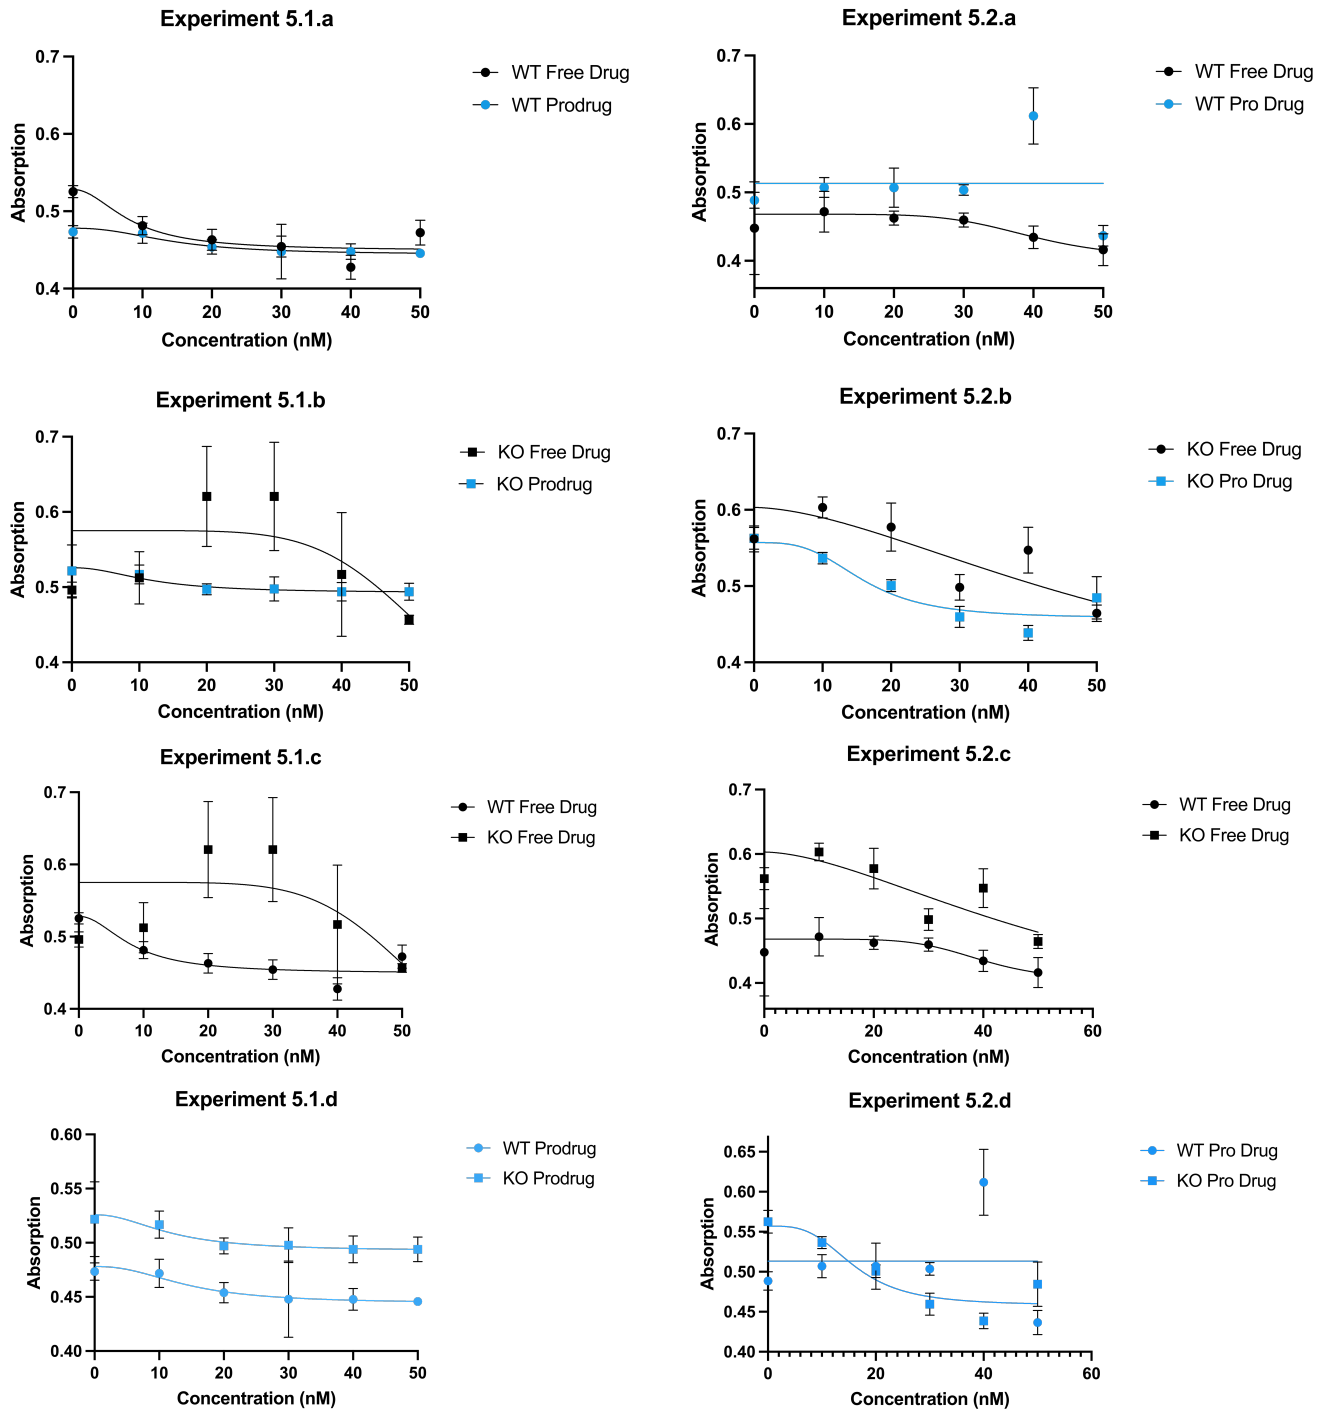 Experiment 5.1.a
0.7
0.6
0.5
0.4
Absorption
0
10
20
30
40
50
Concentration (nM)
WT Free Drug
WT Prodrug
Experiment 5.2.a
0.7
0.6
0.5
0.4
Absorption
0
10
20
30
40
50
Concentration (nM)
WT Free Drug
WT Pro Drug
Experiment 5.1.b
0.7
0.6
0.5
0.4
Absorption
0
10
20
30
40
50
Concentration (nM)
KO Free Drug
KO Prodrug
Experiment 5.2.b
0.7
0.6
0.5
0.4
Absorption
0
10
20
30
40
50
Concentration (nM)
KO Free Drug
KO Pro Drug
Experiment 5.1.c
0.7
0.6
0.5
0.4
Absorption
0
10
20
30
40
50
Concentration (nM)
WT Free Drug
KO Free Drug
Experiment 5.2.c
0.7
0.6
0.5
0.4
Absorption
0
20
40
60
Concentration (nM)
WT Free Drug
KO Free Drug
Experiment 5.1.d
0.60
0.55
0.50
0.45
0.40
Absorption
0
10
20
30
40
50
Concentration (nM)
WT Prodrug
KO Prodrug
Experiment 5.2.d
0.65
0.60
0.55
0.50
0.45
0.40
Absorption
0
20
40
60
Concentration (nM)
WT Pro Drug
KO Pro Drug